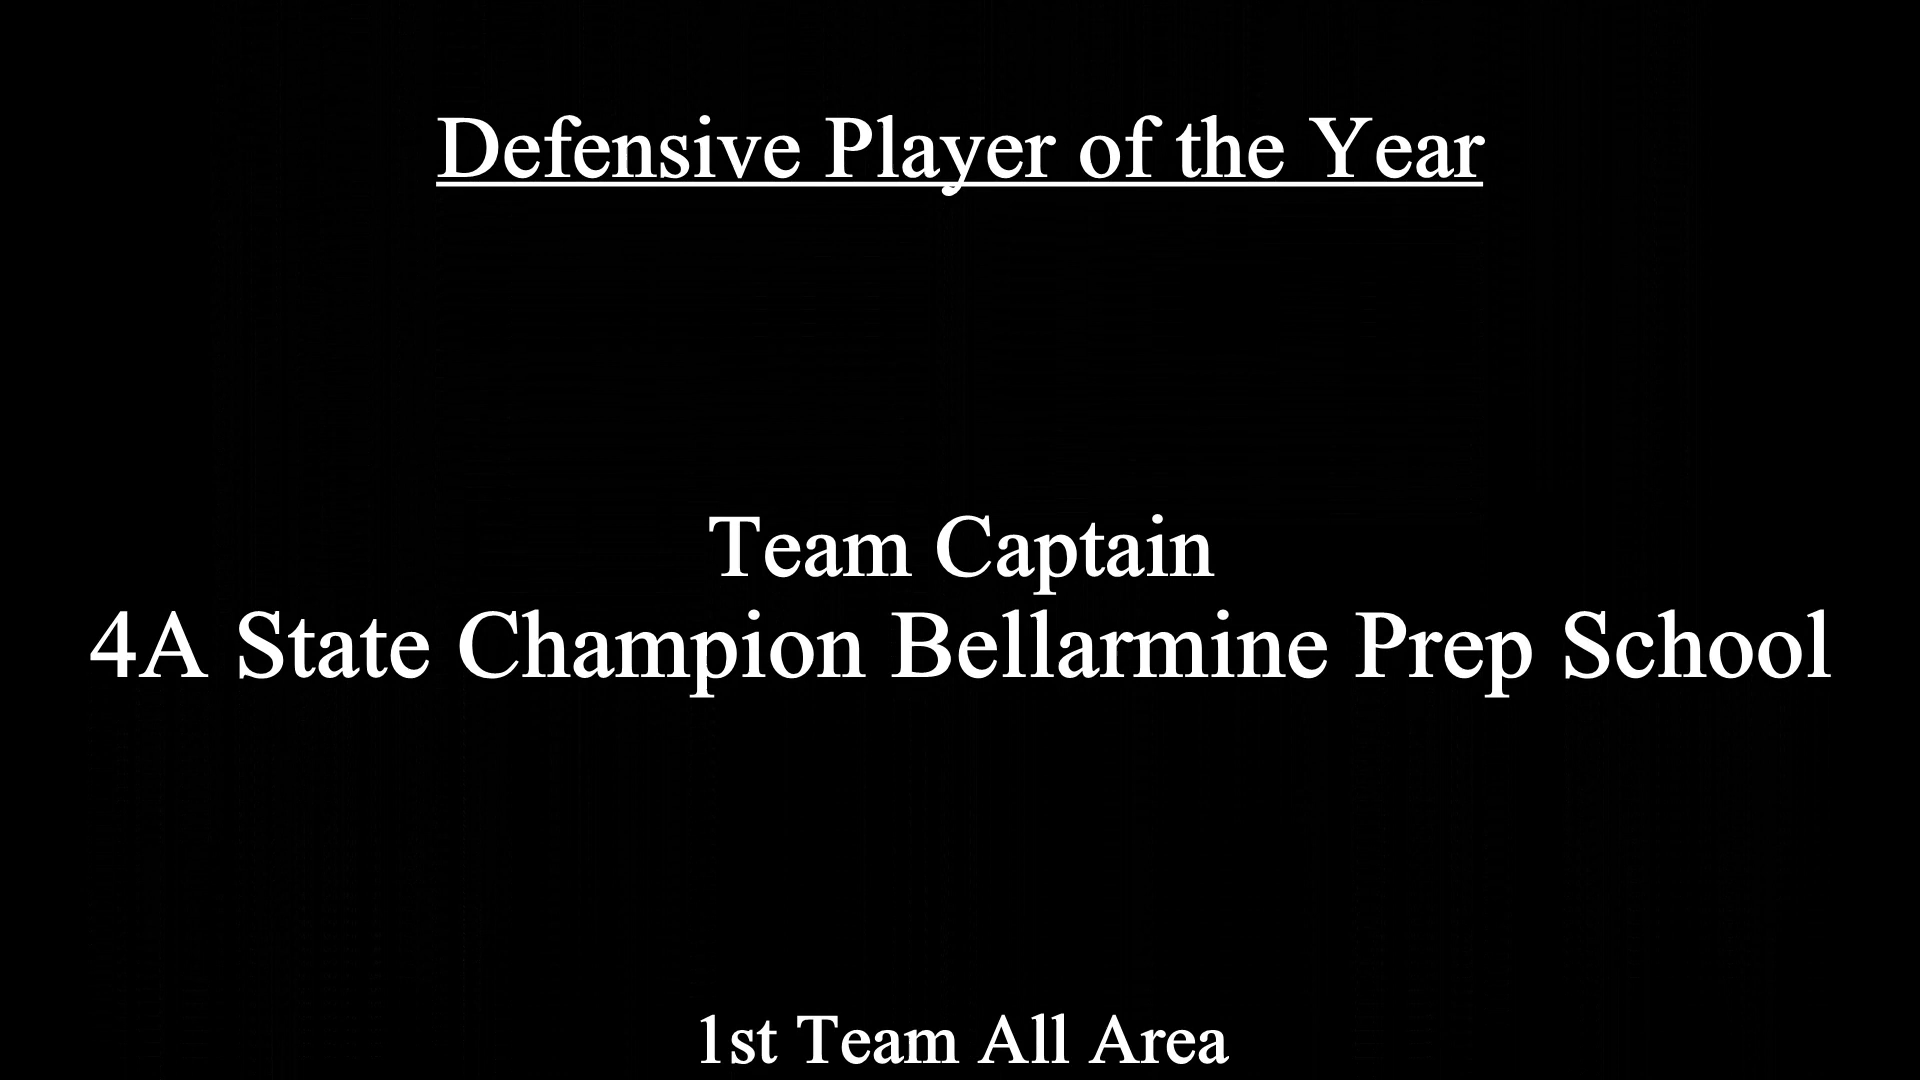 Defensive Player of the Year
Team Captain
4A State Champion Bellarmine Prep School
1st Team All Area